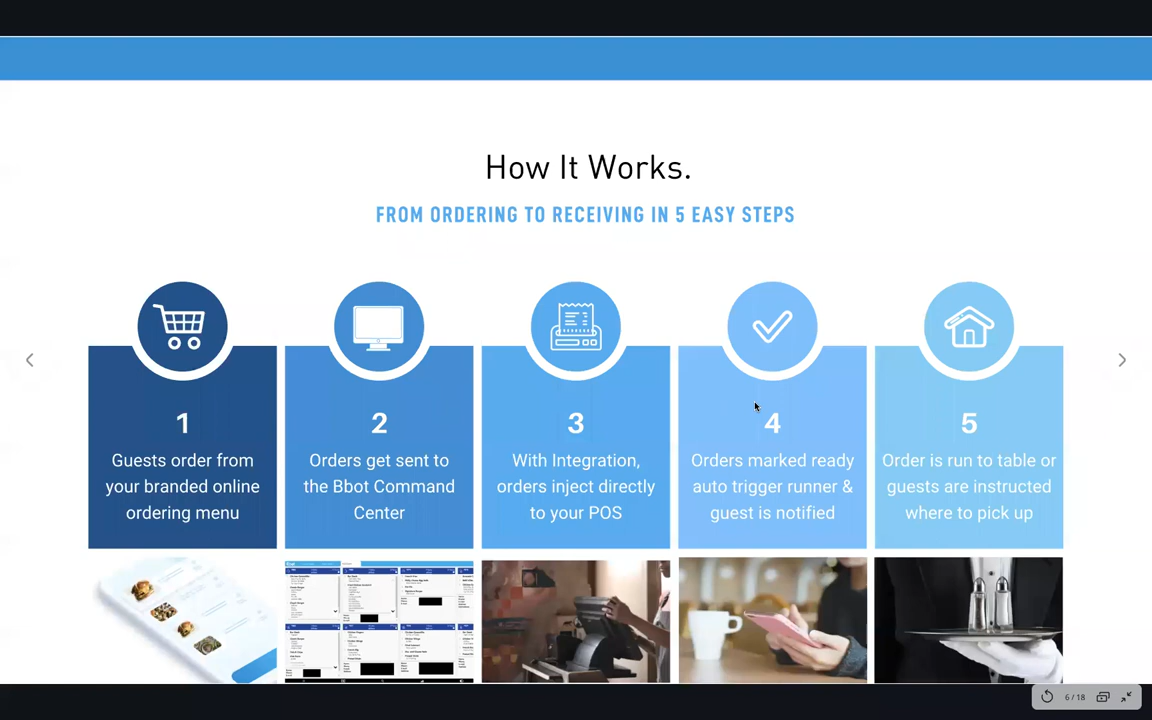 How It Works.
FROM ORDERING TO RECEIVING IN 5 EASY STEPS
1
Guests order from
your branded online
ordering menu
2
Orders get sent to
the Bbot Command
Center
3
With Integration,
orders inject directly
to your POS
4
Orders marked ready
auto trigger runner &
guest is notified
5
Order is run to table or
guests are instructed
where to pick up
6 / 18